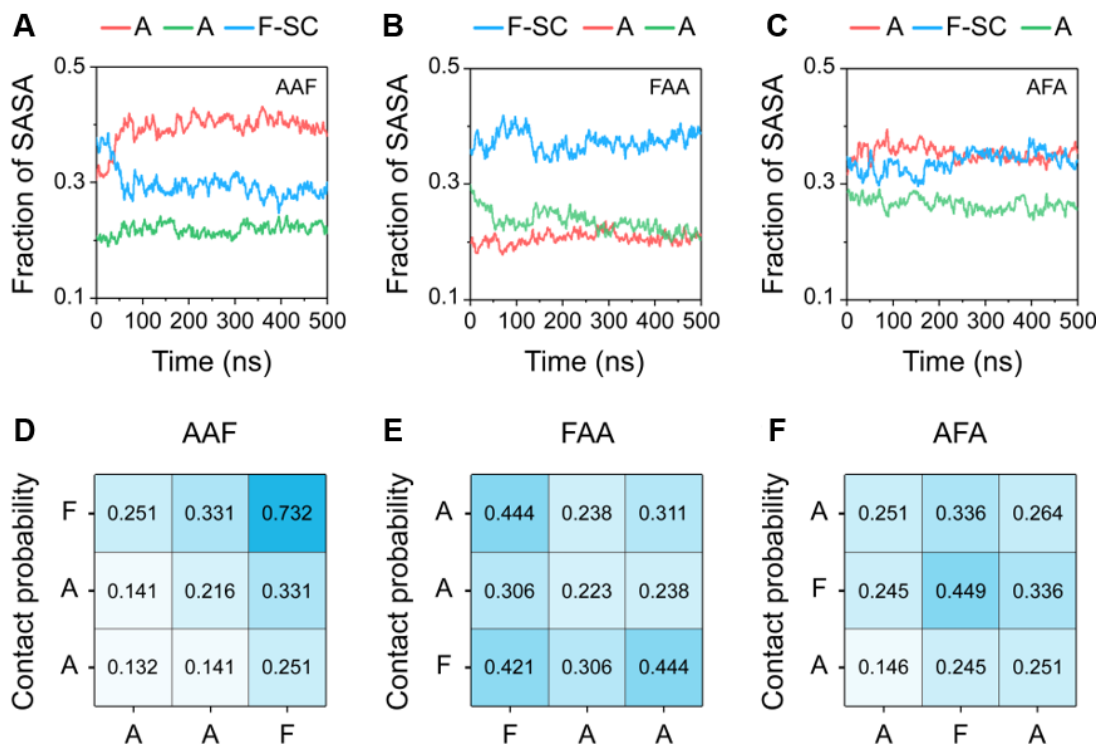 A
A A F-SC
Fraction of SASA
0.5
0.3
0.1
AAF
0 100 200 300 400 500
Time (ns)
B
F-SC A A
Fraction of SASA
0.5
0.3
0.1
FAA
0 100 200 300 400 500
Time (ns)
C
A F-SC A
Fraction of SASA
0.5
0.3
0.1
AFA
0 100 200 300 400 500
Time (ns)
D
AAF
Contact probability
F 0.251 0.331 0.732
A 0.141 0.216 0.331
A 0.132 0.141 0.251
A A F
E
FAA
Contact probability
A 0.444 0.238 0.311
A 0.306 0.223 0.238
F 0.421 0.306 0.444
F A A
F
AFA
Contact probability
A 0.251 0.336 0.264
F 0.245 0.449 0.336
A 0.146 0.245 0.251
A F A